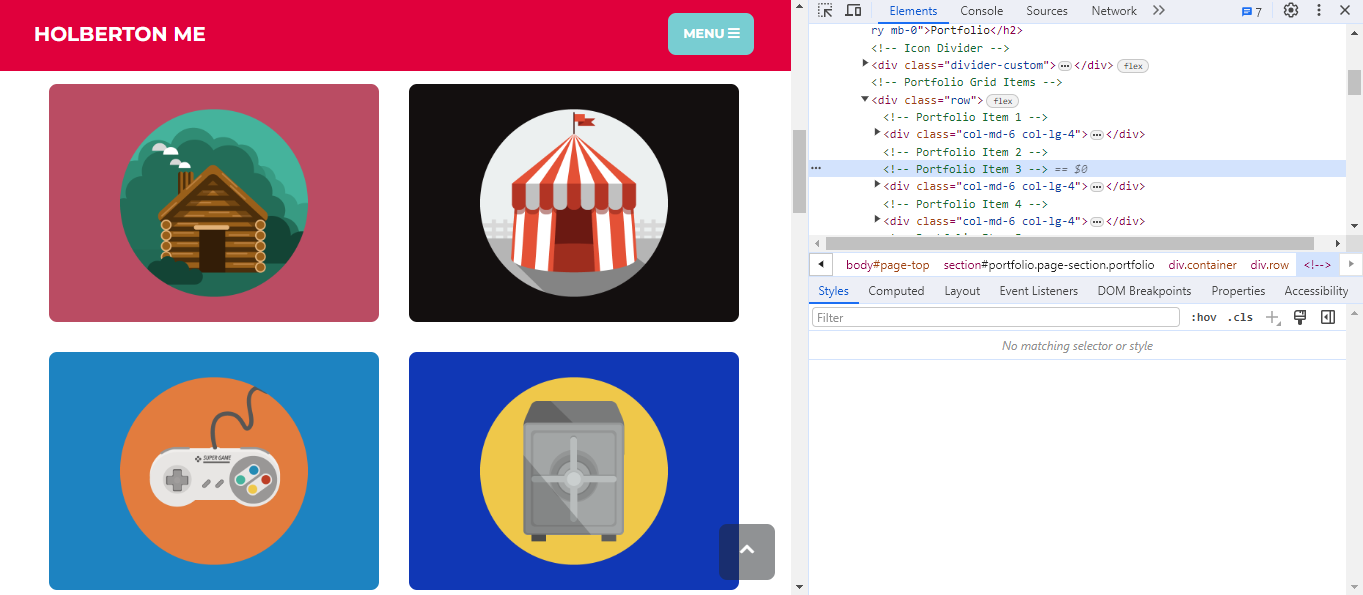 HOLBERTON ME
MENU
SUPER GAME
Elements Console Sources Network 7
ry mb-0">Portfolio</h2>
<!-- Icon Divider -->
<div class="divider-custom"> </div> flex
<!-- Portfolio Grid Items -->
<div class="row"> flex
<!-- Portfolio Item 1 -->
<div class="col-md-6 col-lg-4"> </div>
<!-- Portfolio Item 2 -->
<!-- Portfolio Item 3 --> == $0
<div class="col-md-6 col-lg-4"> </div>
<!-- Portfolio Item 4 -->
<div class="col-md-6 col-lg-4"> </div>
body#page-top section#portfolio.page-section.portfolio div.container div.row <!-->
Styles Computed Layout Event Listeners DOM Breakpoints Properties Accessibility
Filter :hov .cls
No matching selector or style